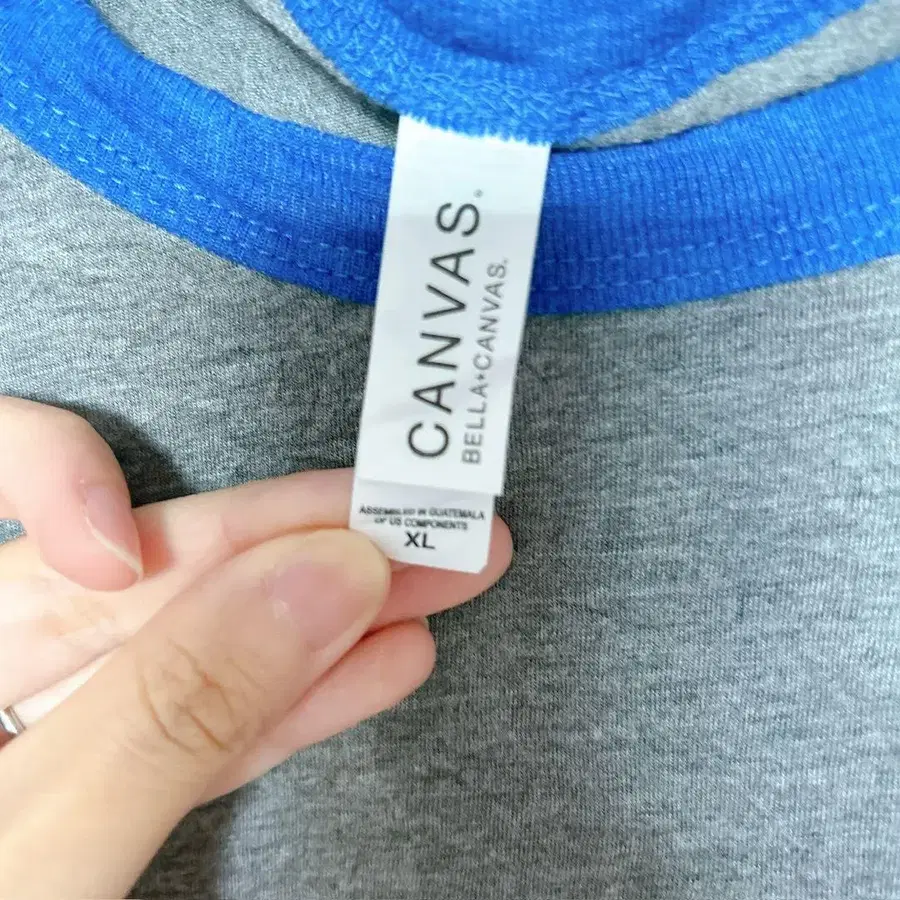 CANVAS.
BELLA+CANVAS.
ASSEMBLED IN GUATEMALA
OF US COMPONENTS
XL